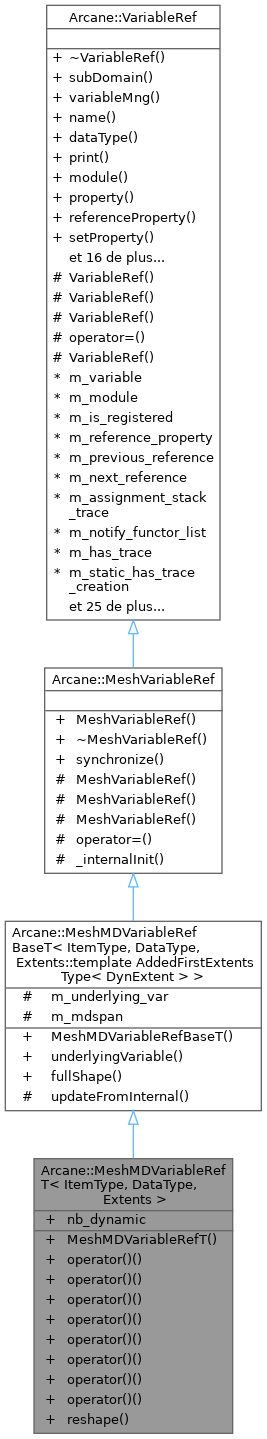 Arcane::VariableRef
+ ~VariableRef()
+ subDomain()
+ variableMng()
+ name()
+ dataType()
+ print()
+ module()
+ property()
+ referenceProperty()
+ setProperty()
et 16 de plus...
# VariableRef()
# VariableRef()
# VariableRef()
# operator=()
# VariableRef()
* m_variable
* m_module
* m_is_registered
* m_reference_property
* m_previous_reference
* m_next_reference
* m_assignment_stack
_trace
* m_notify_functor_list
* m_has_trace
* m_static_has_trace
_creation
et 25 de plus...
Arcane::MeshVariableRef
+ MeshVariableRef()
+ ~MeshVariableRef()
+ synchronize()
# MeshVariableRef()
# MeshVariableRef()
# MeshVariableRef()
# operator=()
# _internalInit()
Arcane::MeshMDVariableRef
BaseT< ItemType, DataType,
Extents::template AddedFirstExtents
Type< DynExtent > >
# m_underlying_var
# m_mdspan
+ MeshMDVariableRefBaseT()
+ underlyingVariable()
+ fullShape()
# updateFromInternal()
Arcane::MeshMDVariableRef
T< ItemType, DataType,
Extents >
+ nb_dynamic
+ MeshMDVariableRefT()
+ operator()()
+ operator()()
+ operator()()
+ operator()()
+ operator()()
+ operator()()
+ operator()()
+ operator()()
+ reshape()